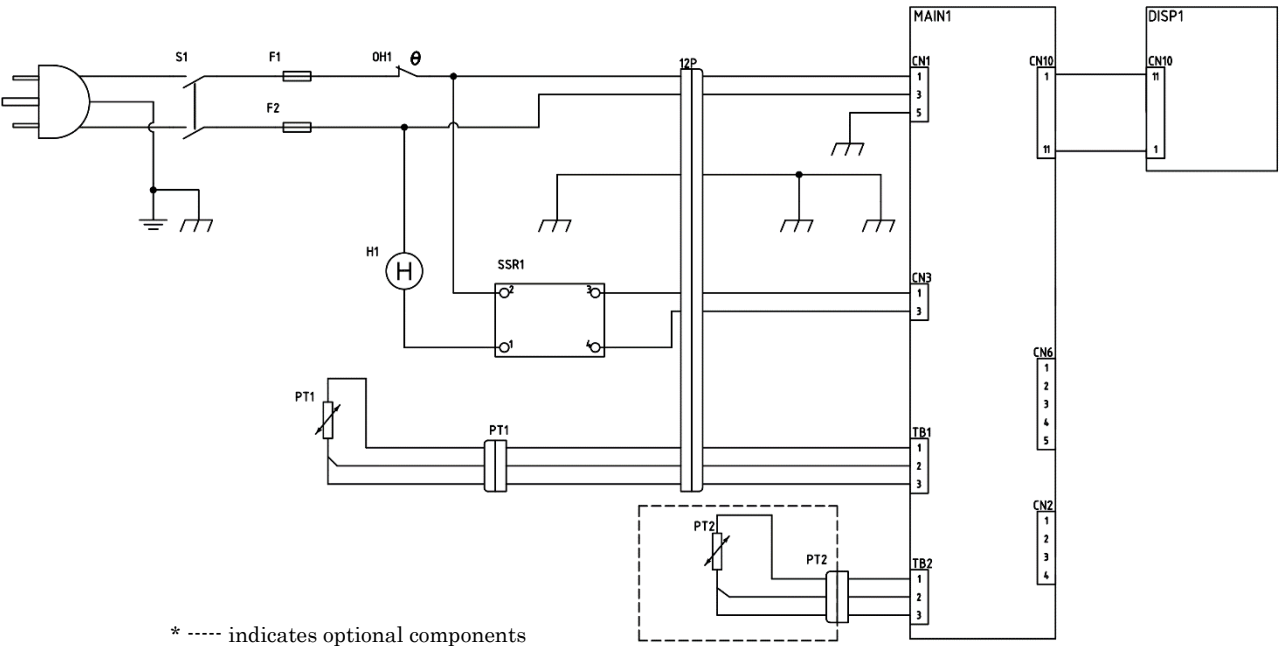 MAIN1
DISP1
S1
F1
OH1 θ
12P
CN1
CN10
CN10
1
3
5
1
11
11
1
F2
H1
H
SSR1
2
3
1
4
CN3
1
3
CN6
1
2
3
4
5
PT1
PT1
TB1
1
2
3
CN2
1
2
3
4
PT2
PT2
TB2
1
2
3
* ----- indicates optional components